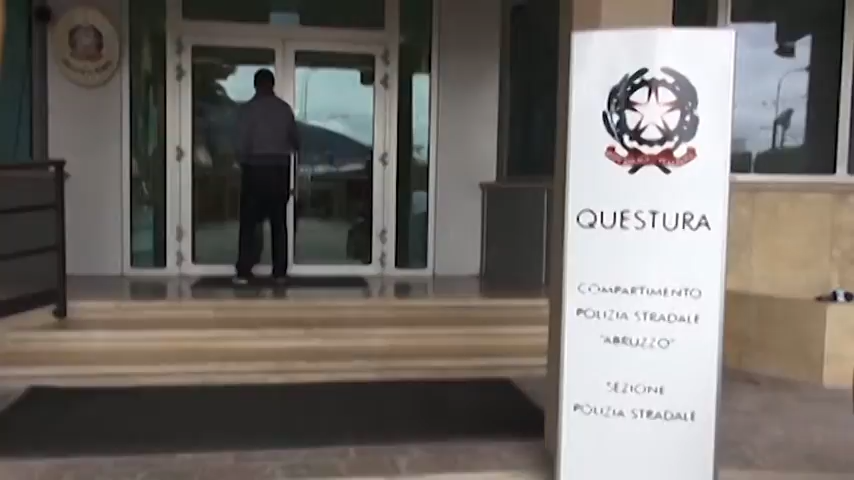 QUESTURA
COMPARTIMENTO
POLIZIA STRADALE
"ABRUZZO"
SEZIONE
POLIZIA STRADALE